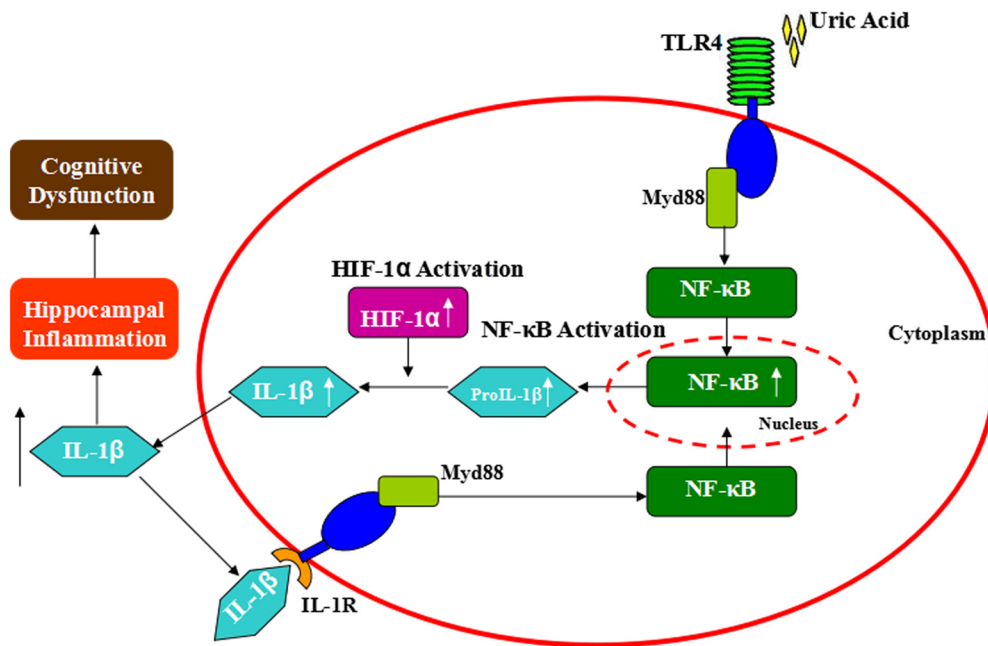 Uric Acid
TLR4
Cognitive
Dysfunction
Myd88
HIF-1α Activation
NF-κB
Hippocampal
Inflammation
HIF-1α
NF-κB Activation
Cytoplasm
NF-κB
IL-1β
ProIL-1β
Nucleus
IL-1β
Myd88
NF-κB
IL-1β
IL-1R